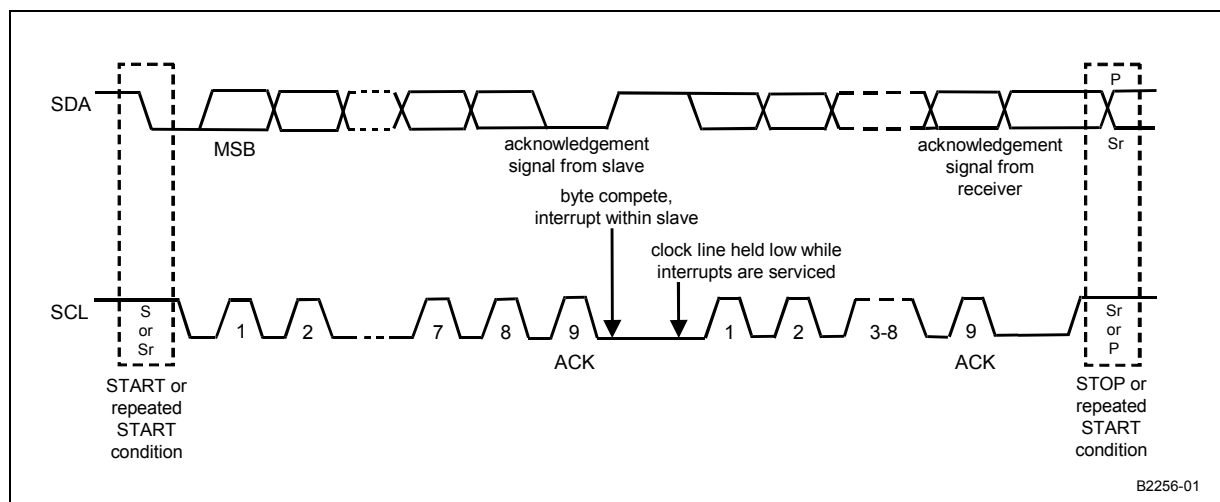 P
SDA
MSB
acknowledgement
signal from slave
acknowledgement
signal from
receiver
Sr
byte compete,
interrupt within slave
clock line held low while
interrupts are serviced
SCL
S
or
Sr
1
2
7
8
9
1
2
3-8
9
Sr
or
P
ACK
ACK
START or
repeated
START
condition
STOP or
repeated
START
condition
B2256-01